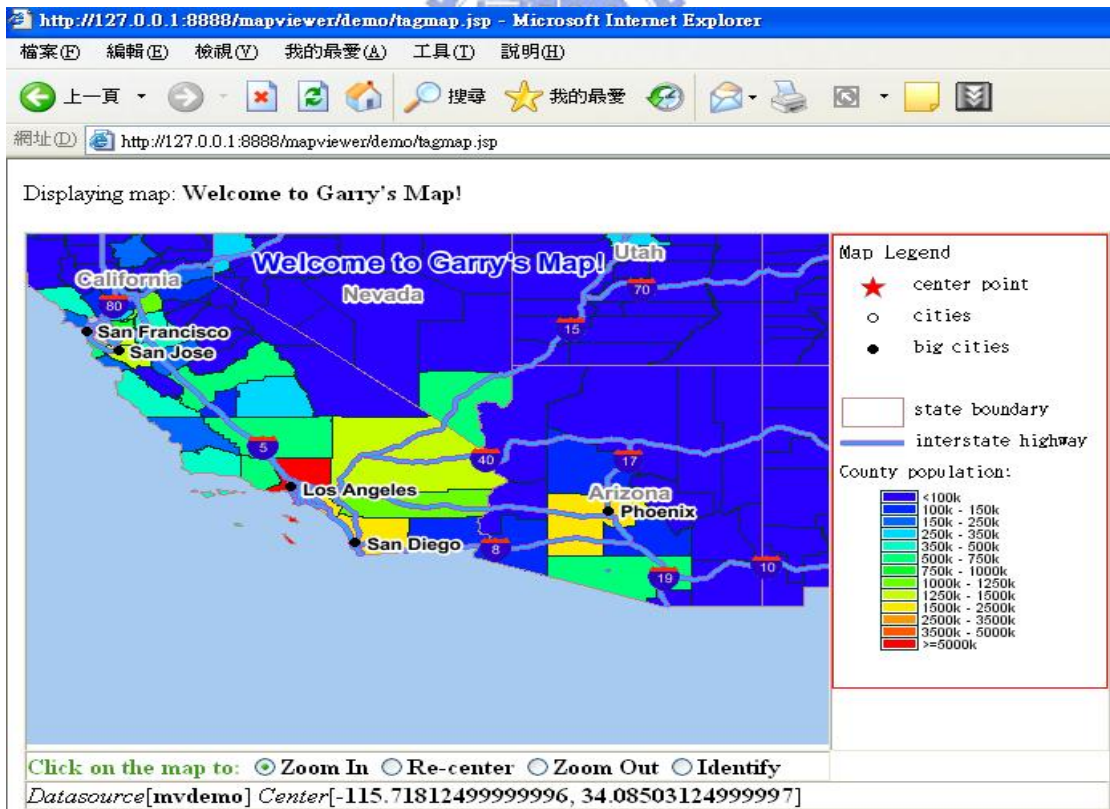 http://127.0.0.1:8888/mapviewer/demo/tagmap.jsp - Microsoft Internet Explorer
檔案(F) 編輯(E) 檢視(V) 我的最愛(A) 工具(T) 說明(H)
上一頁 搜尋 我的最愛
網址(D) http://127.0.0.1:8888/mapviewer/demo/tagmap.jsp
Displaying map: Welcome to Garry's Map!
Welcome to Garry's Map!
Utah
California
Nevada
70
80
15
San Francisco
San Jose
5
40
17
Los Angeles
Arizona
Phoenix
San Diego
8
10
19
Map Legend
center point
cities
big cities
state boundary
interstate highway
County population:
<100k
100k - 150k
150k - 250k
250k - 350k
350k - 500k
500k - 750k
750k - 1000k
1000k - 1250k
1250k - 1500k
1500k - 2500k
2500k - 3500k
3500k - 5000k
>=5000k
Click on the map to: Zoom In Re-center Zoom Out Identify
Datasource[mvdemo] Center[-115.71812499999996, 34.08503124999997]